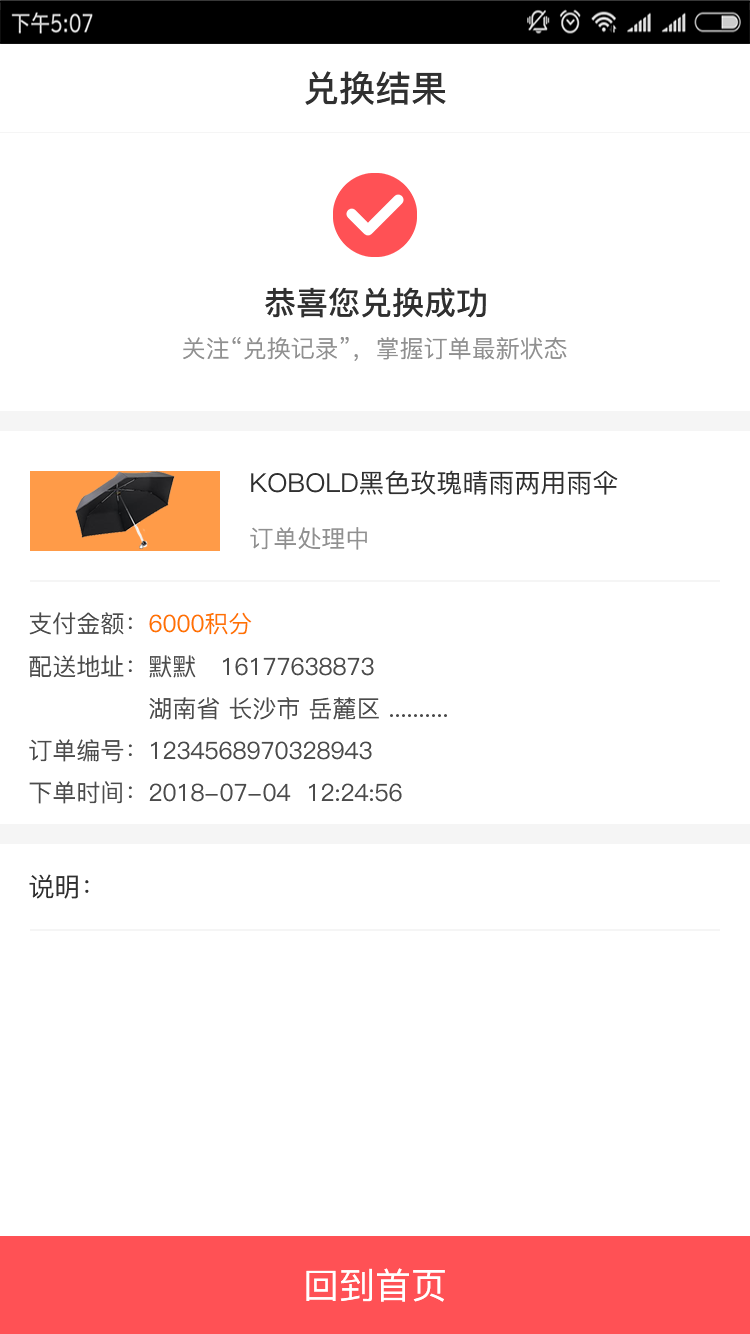 下午5:07
兑换结果
恭喜您兑换成功
关注“兑换记录”，掌握订单最新状态
KOBOLD黑色玫瑰晴雨两用雨伞
订单处理中
支付金额：6000积分
配送地址：默默 16177638873
湖南省 长沙市 岳麓区 ..........
订单编号：1234568970328943
下单时间：2018-07-04 12:24:56
说明：
回到首页